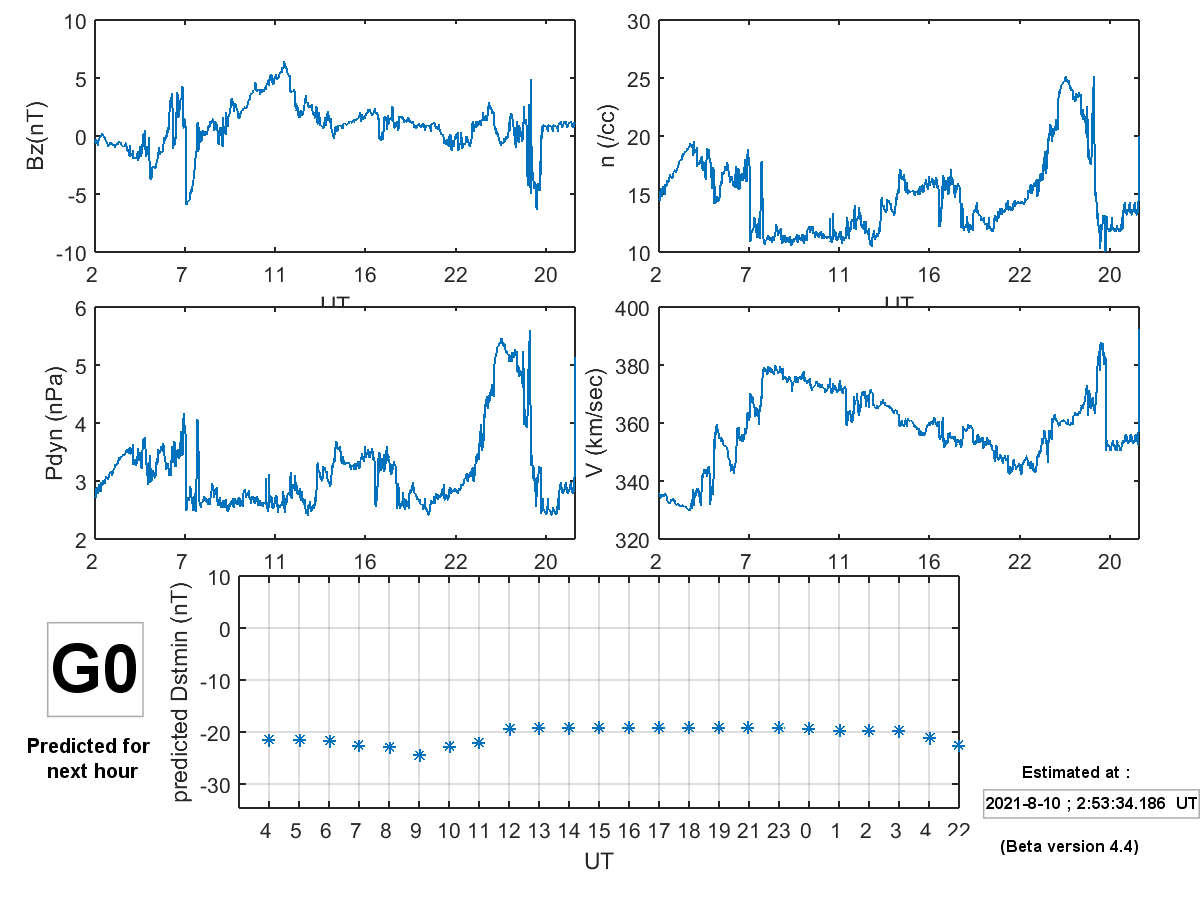 Bz(nT)
10
5
0
-5
-10
2 7 11 16 22 20
UT
n (/cc)
30
25
20
15
10
2 7 11 16 22 20
UT
Pdyn (nPa)
6
5
4
3
2
2 7 11 16 22 20
V (km/sec)
400
380
360
340
320
2 7 11 16 22 20
G0
Predicted for
next hour
predicted Dstmin (nT)
10
0
-10
-20
-30
4 5 6 7 8 9 10 11 12 13 14 15 16 17 18 19 21 23 0 1 2 3 4 22
UT
Estimated at :
2021-8-10 ; 2:53:34.186 UT
(Beta version 4.4)